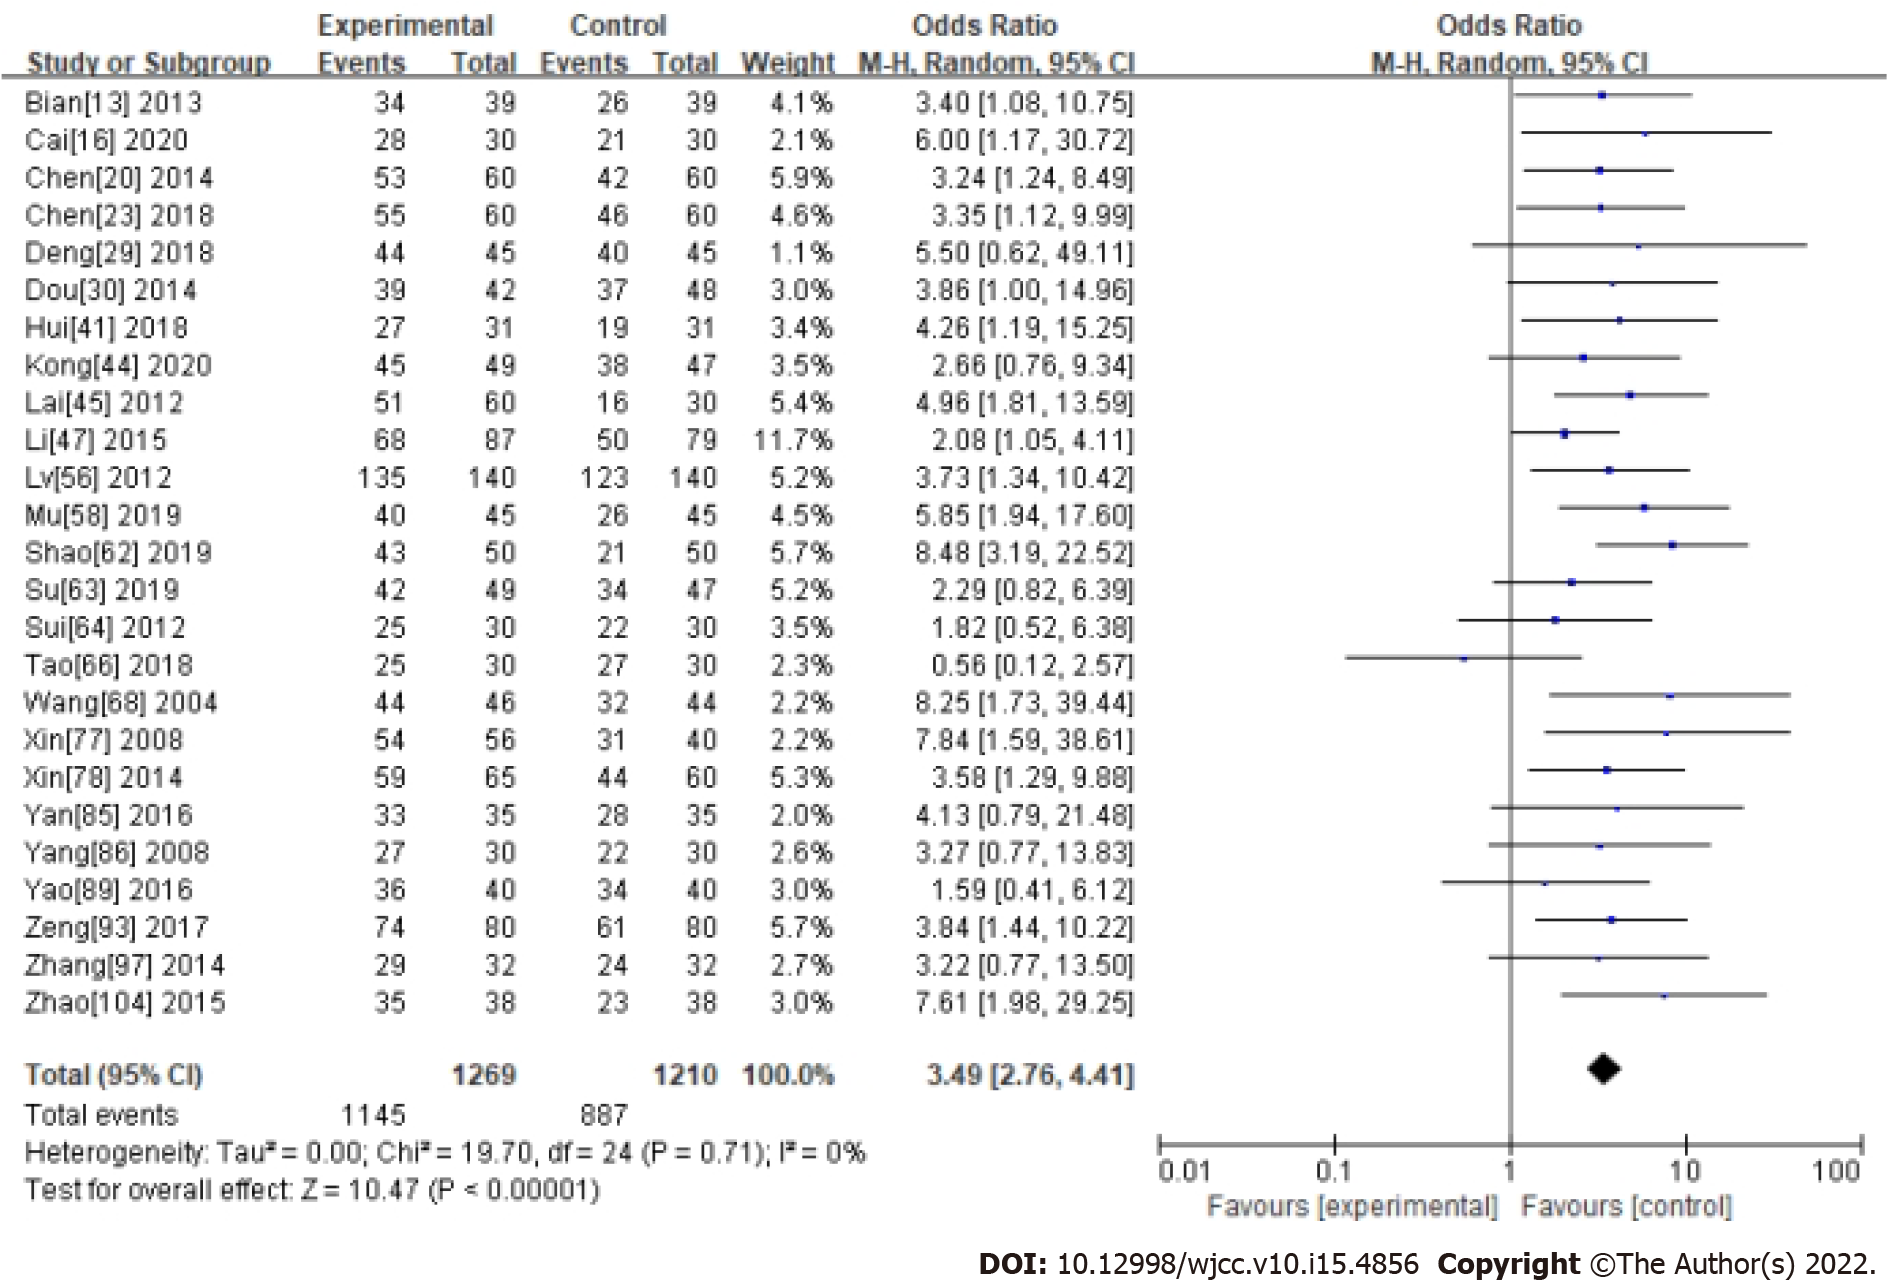 Experimental Control Odds Ratio Odds Ratio
Study or Subgroup Events Total Events Total Weight M-H, Random, 95% CI M-H, Random, 95% CI
Bian[13] 2013 34 39 26 39 4.1% 3.40 [1.08, 10.75]
Cai[16] 2020 28 30 21 30 2.1% 6.00 [1.17, 30.72]
Chen[20] 2014 53 60 42 60 5.9% 3.24 [1.24, 8.49]
Chen[23] 2018 55 60 46 60 4.6% 3.35 [1.12, 9.99]
Deng[29] 2018 44 45 40 45 1.1% 5.50 [0.62, 49.11]
Dou[30] 2014 39 42 37 48 3.0% 3.86 [1.00, 14.96]
Hui[41] 2018 27 31 19 31 3.4% 4.26 [1.19, 15.25]
Kong[44] 2020 45 49 38 47 3.5% 2.66 [0.76, 9.34]
Lai[45] 2012 51 60 16 30 5.4% 4.96 [1.81, 13.59]
Li[47] 2015 68 87 50 79 11.7% 2.08 [1.05, 4.11]
Lv[56] 2012 135 140 123 140 5.2% 3.73 [1.34, 10.42]
Mu[58] 2019 40 45 26 45 4.5% 5.85 [1.94, 17.60]
Shao[62] 2019 43 50 21 50 5.7% 8.48 [3.19, 22.52]
Su[63] 2019 42 49 34 47 5.2% 2.29 [0.82, 6.39]
Sui[64] 2012 25 30 22 30 3.5% 1.82 [0.52, 6.38]
Tao[66] 2018 25 30 27 30 2.3% 0.56 [0.12, 2.57]
Wang[68] 2004 44 46 32 44 2.2% 8.25 [1.73, 39.44]
Xin[77] 2008 54 56 31 40 2.2% 7.84 [1.59, 38.61]
Xin[78] 2014 59 65 44 60 5.3% 3.58 [1.29, 9.88]
Yan[85] 2016 33 35 28 35 2.0% 4.13 [0.79, 21.48]
Yang[86] 2008 27 30 22 30 2.6% 3.27 [0.77, 13.83]
Yao[89] 2016 36 40 34 40 3.0% 1.59 [0.41, 6.12]
Zeng[93] 2017 74 80 61 80 5.7% 3.84 [1.44, 10.22]
Zhang[97] 2014 29 32 24 32 2.7% 3.22 [0.77, 13.50]
Zhao[104] 2015 35 38 23 38 3.0% 7.61 [1.98, 29.25]
Total (95% CI) 1269 1210 100.0% 3.49 [2.76, 4.41]
Total events 1145 887
Heterogeneity: Tau² = 0.00; Chi² = 19.70, df = 24 (P = 0.71); I² = 0%
Test for overall effect: Z = 10.47 (P < 0.00001)
0.01 0.1 1 10 100
Favours [experimental] Favours [control]
DOI: 10.12998/wjcc.v10.i15.4856 Copyright ©The Author(s) 2022.